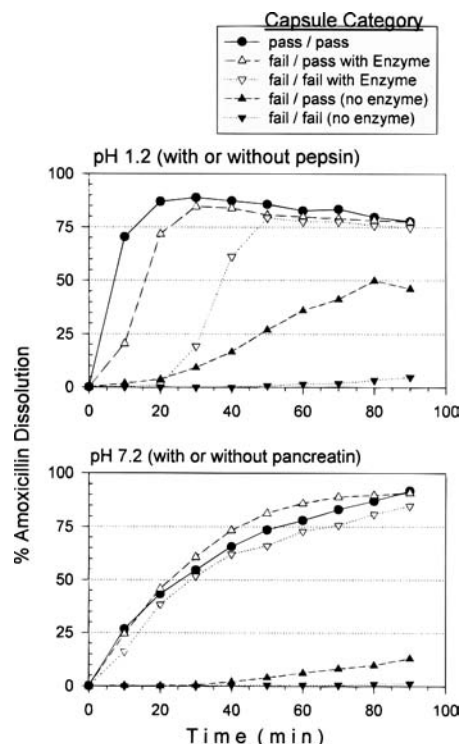 Capsule Category
pass / pass
fail / pass with Enzyme
fail / fail with Enzyme
fail / pass (no enzyme)
fail / fail (no enzyme)
pH 1.2 (with or without pepsin)
100
75
50
25
0
0 20 40 60 80 100
% Amoxicillin Dissolution
pH 7.2 (with or without pancreatin)
100
75
50
25
0
0 20 40 60 80 100
Time (min)